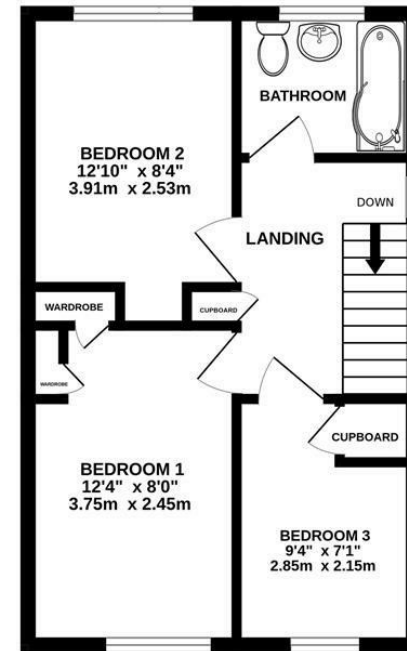 BATHROOM
BEDROOM 2
12'10" x 8'4"
3.91m x 2.53m
DOWN
LANDING
WARDROBE
CUPBOARD
WARDROBE
CUPBOARD
BEDROOM 1
12'4" x 8'0"
3.75m x 2.45m
BEDROOM 3
9'4" x 7'1"
2.85m x 2.15m